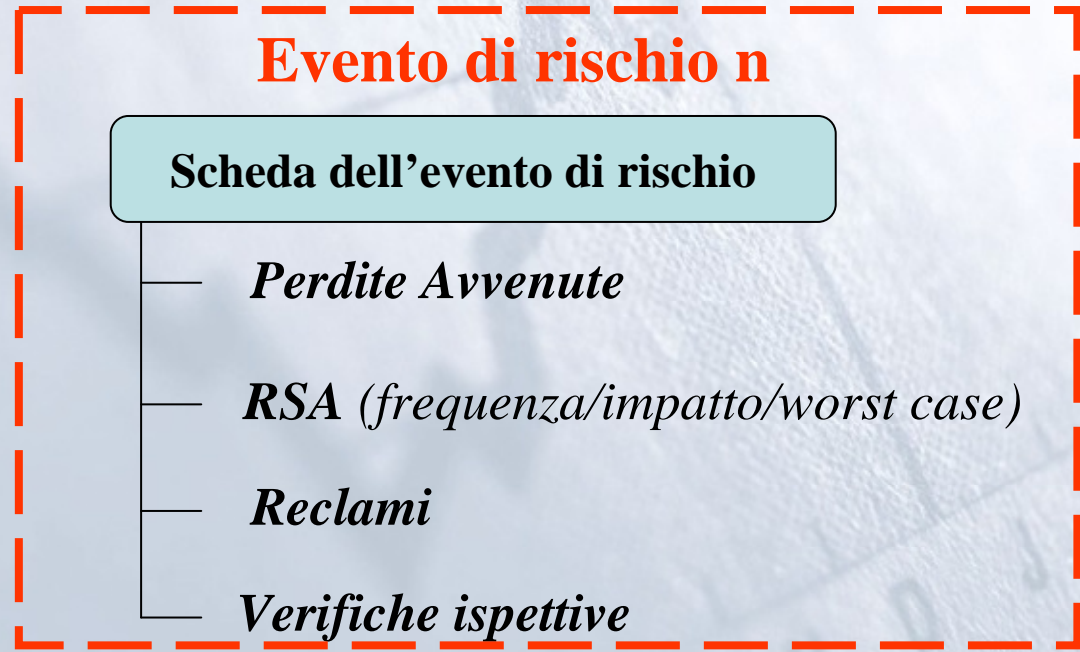 Evento di rischio n
Scheda dell’evento di rischio
Perdite Avvenute
RSA (frequenza/impatto/worst case)
Reclami
Verifiche ispettive